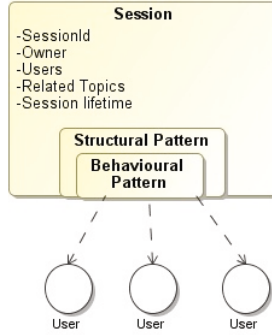 Session
-SessionId
-Owner
-Users
-Related Topics
-Session lifetime
Structural Pattern
Behavioural
Pattern
User
User
User